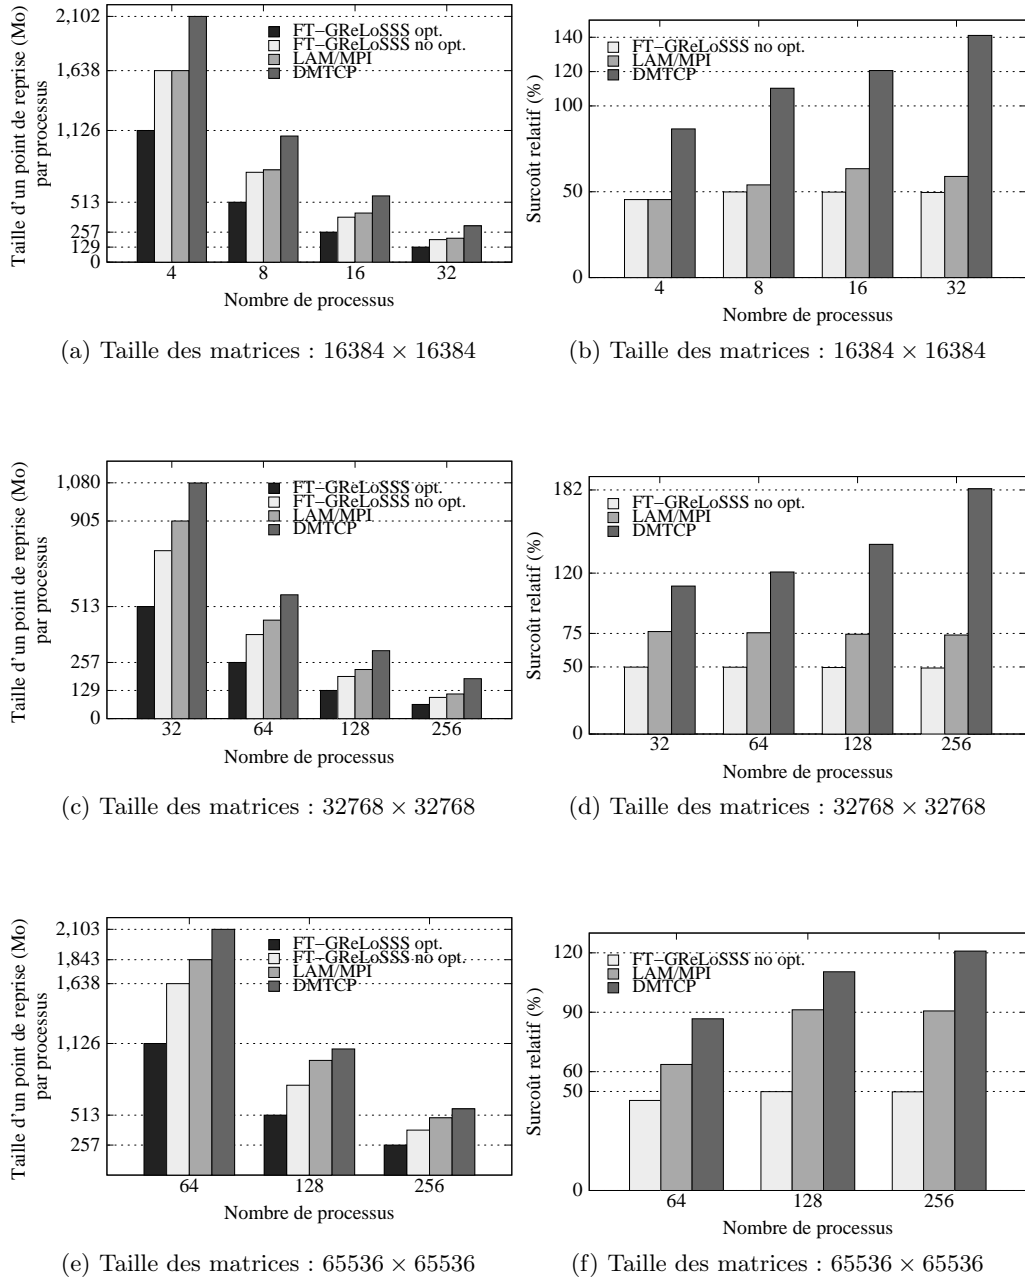 Taille d'un point de reprise (Mo)
par processus
2,102
1,638
1,126
513
257
129
0
FT−GReLoSSS opt.
FT−GReLoSSS no opt.
LAM/MPI
DMTCP
4 8 16 32
Nombre de processus
(a) Taille des matrices : 16384 × 16384
Surcoût relatif (%)
140
120
100
50
0
FT−GReLoSSS no opt.
LAM/MPI
DMTCP
4 8 16 32
Nombre de processus
(b) Taille des matrices : 16384 × 16384
Taille d'un point de reprise (Mo)
par processus
1,080
905
513
257
129
0
FT−GReLoSSS opt.
FT−GReLoSSS no opt.
LAM/MPI
DMTCP
32 64 128 256
Nombre de processus
(c) Taille des matrices : 32768 × 32768
Surcoût relatif (%)
182
120
75
50
0
FT−GReLoSSS no opt.
LAM/MPI
DMTCP
32 64 128 256
Nombre de processus
(d) Taille des matrices : 32768 × 32768
Taille d'un point de reprise (Mo)
par processus
2,103
1,843
1,638
1,126
513
257
FT−GReLoSSS opt.
FT−GReLoSSS no opt.
LAM/MPI
DMTCP
64 128 256
Nombre de processus
(e) Taille des matrices : 65536 × 65536
Surcoût relatif (%)
120
90
60
50
0
FT−GReLoSSS no opt.
LAM/MPI
DMTCP
64 128 256
Nombre de processus
(f) Taille des matrices : 65536 × 65536